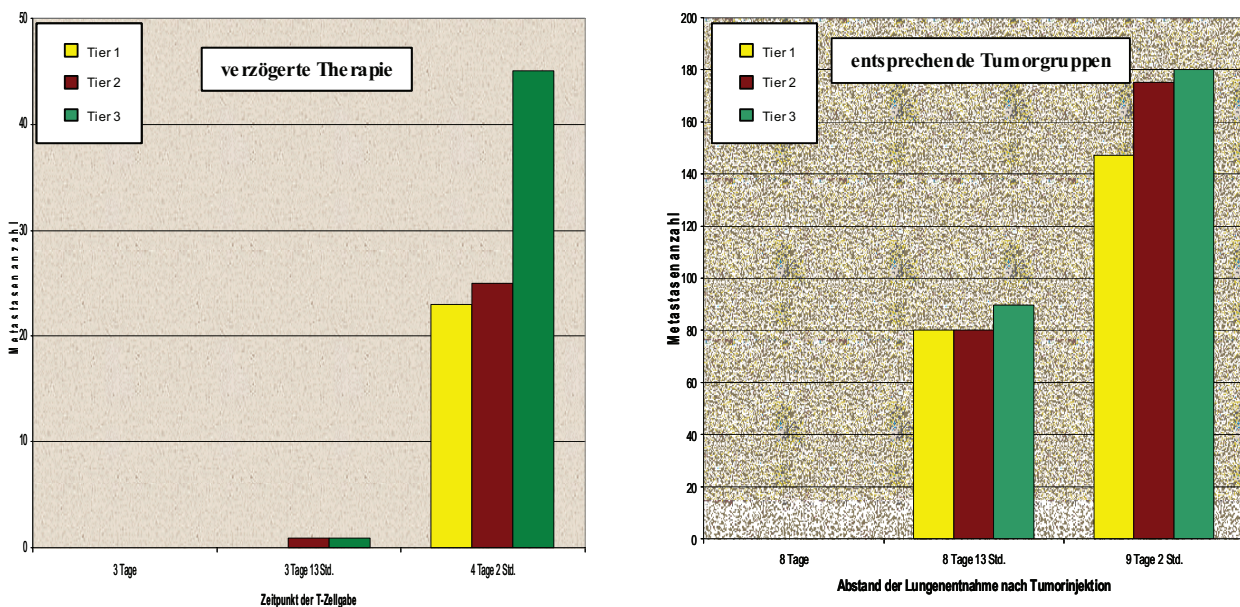 50
40
30
20
10
0
Metastasenanzahl
Tier 1
Tier 2
Tier 3
verzögerte Therapie
3 Tage
3 Tage 13 Std.
4 Tage 2 Std.
Zeitpunkt der T-Zellgabe
200
180
160
140
120
100
80
60
40
20
0
Metastasenanzahl
Tier 1
Tier 2
Tier 3
entsprechende Tumorgruppen
8 Tage
8 Tage 13 Std.
9 Tage 2 Std.
Abstand der Lungenentnahme nach Tumorinjektion